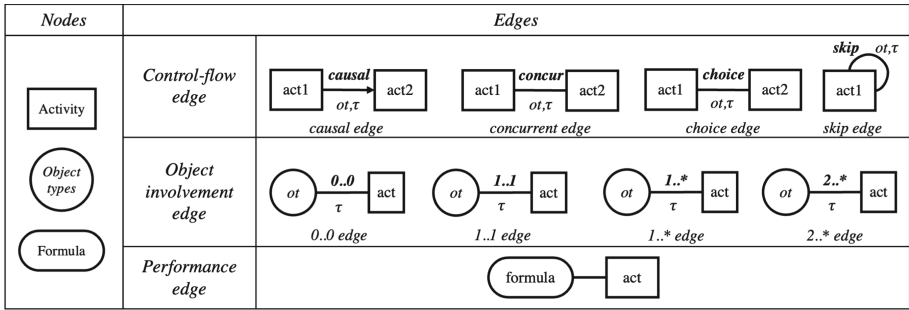 Nodes
Edges
Activity
Object
types
Formula
Control-flow
edge
act1 causal act2
ot,τ
causal edge
act1 concur act2
ot,τ
concurrent edge
act1 choice act2
ot,τ
choice edge
skip ot,τ
act1
skip edge
Object
involvement
edge
ot 0..0 act
τ
0..0 edge
ot 1..1 act
τ
1..1 edge
ot 1..* act
τ
1..* edge
ot 2..* act
τ
2..* edge
Performance
edge
formula act